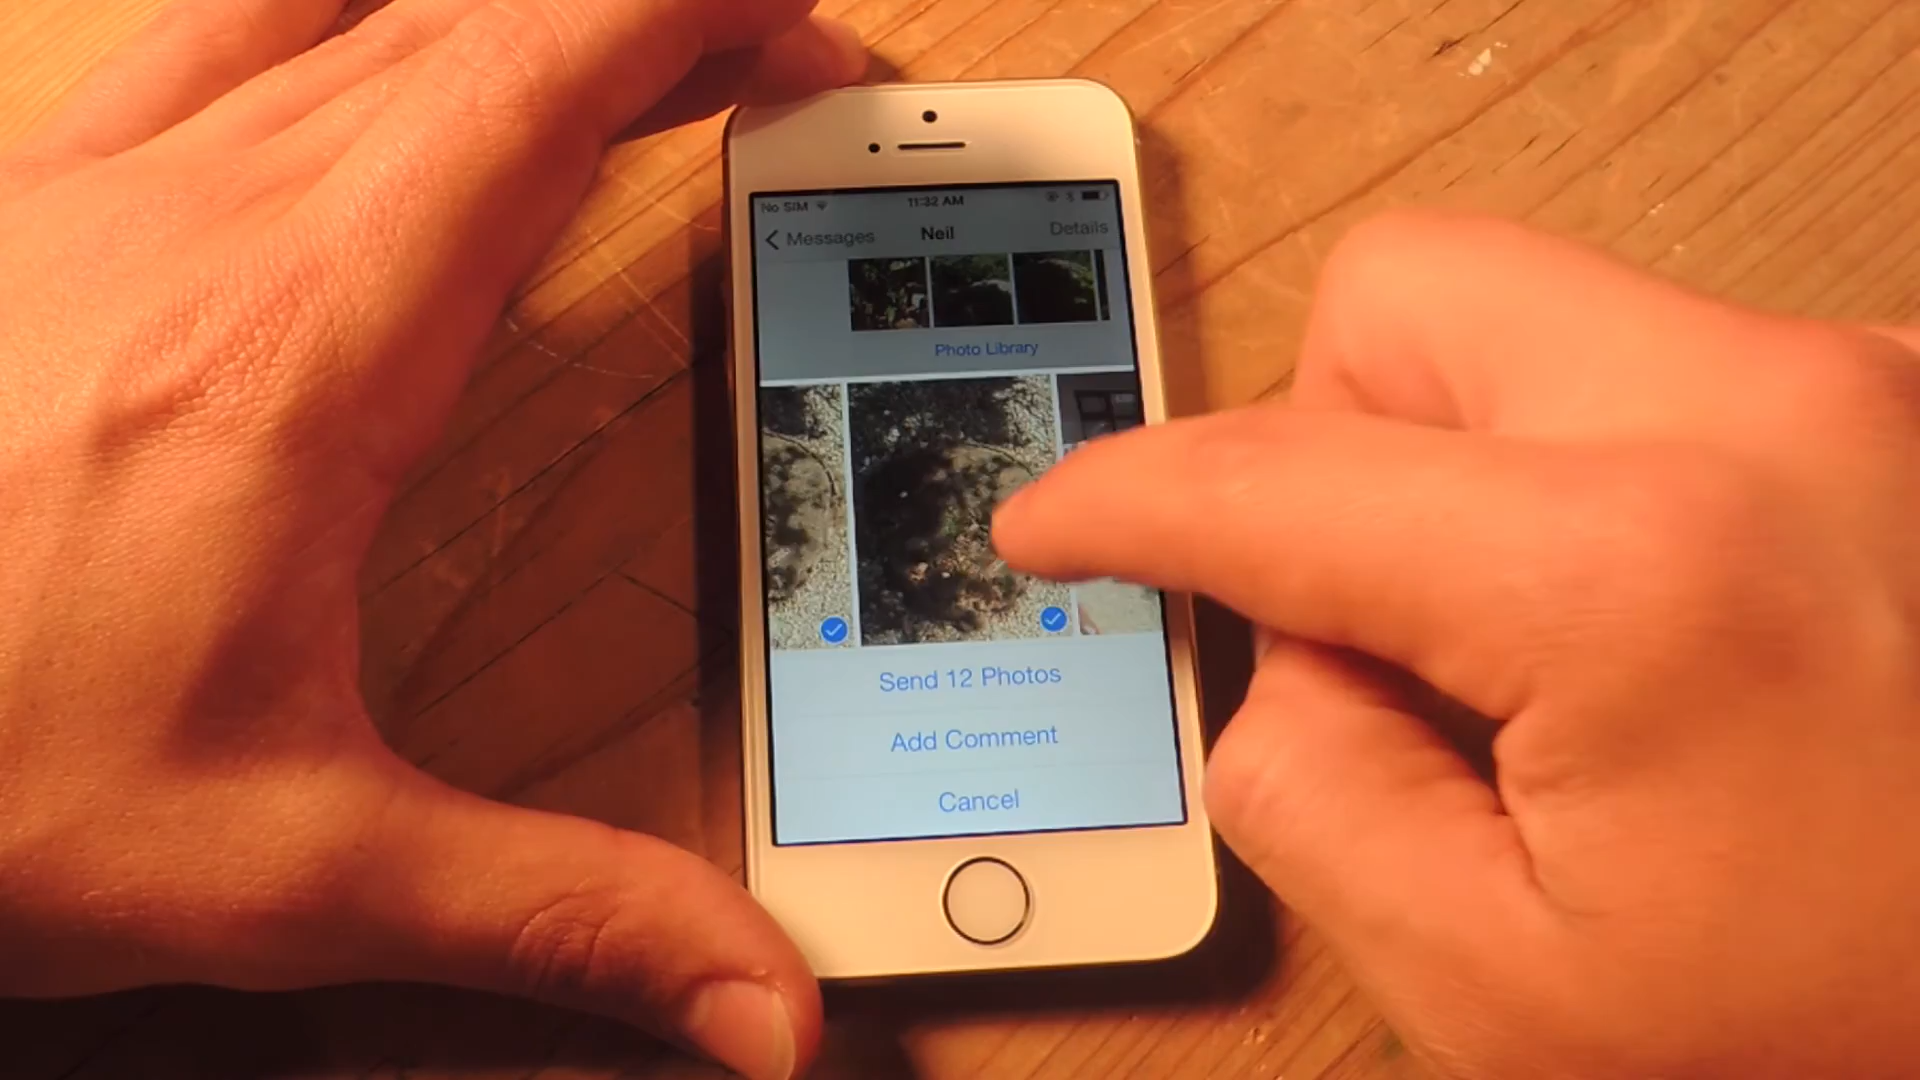 No SIM 11:32 AM
Messages Neil Details
Photo Library
Send 12 Photos
Add Comment
Cancel